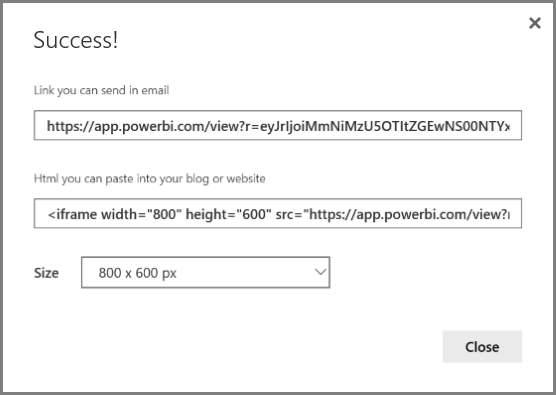 Success!
Link you can send in email
https://app.powerbi.com/view?r=eyJrIjoiMmNiMzU5OTItZGEwNS00NTYx
Html you can paste into your blog or website
<iframe width="800" height="600" src="https://app.powerbi.com/view?r
Size 800 x 600 px
Close